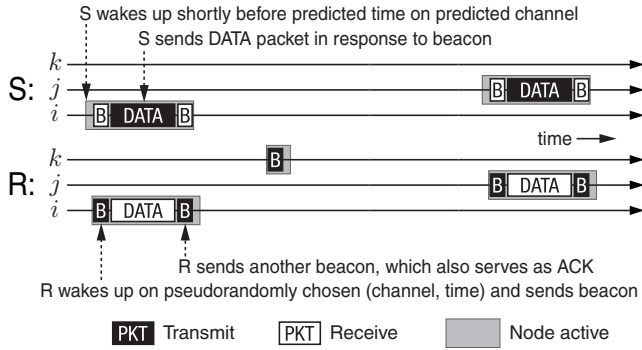 S wakes up shortly before predicted time on predicted channel
S sends DATA packet in response to beacon
k
S: j B DATA B
i B DATA B
time
k B
R: j B DATA B
i B DATA B
R sends another beacon, which also serves as ACK
R wakes up on pseudorandomly chosen (channel, time) and sends beacon
PKT Transmit PKT Receive Node active